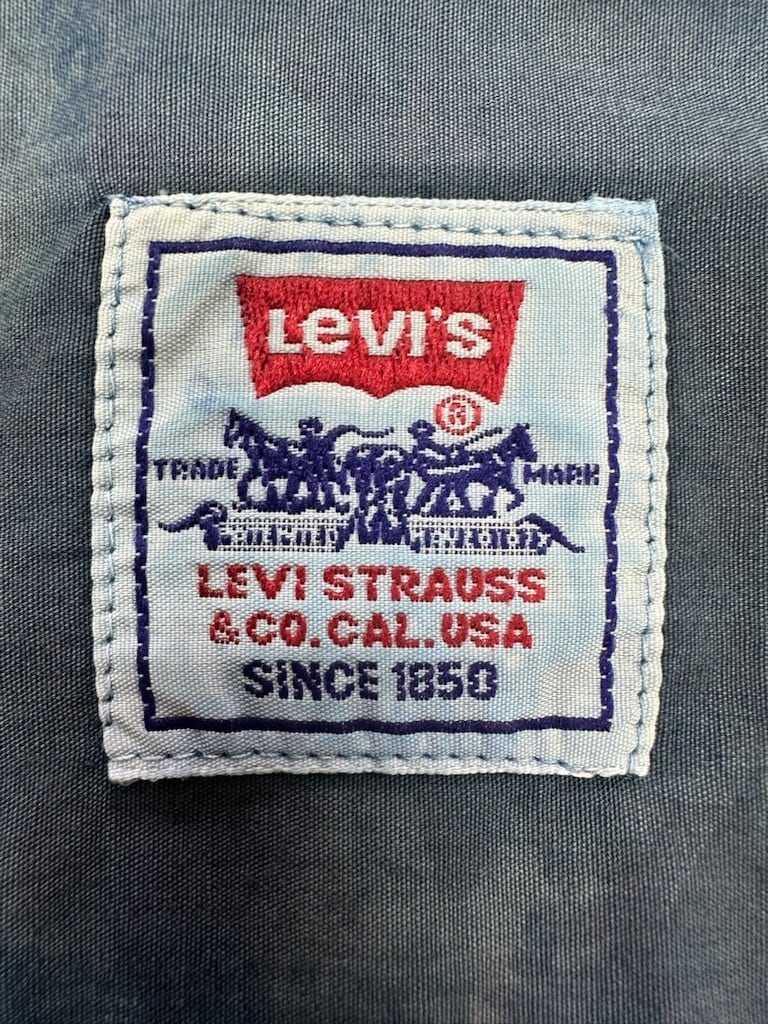 LEVI'S
®
TRADE MARK
LEVI STRAUSS
& CO. CAL. USA
SINCE 1850